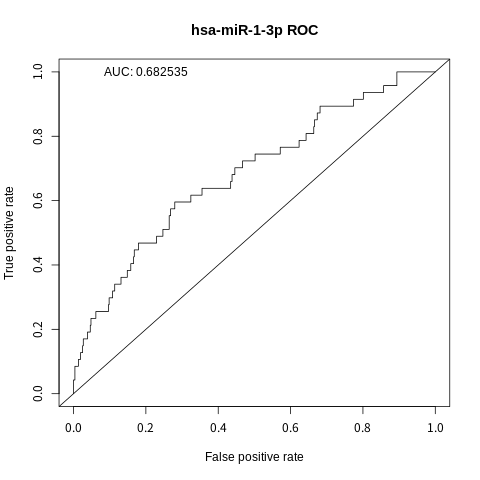 hsa-miR-1-3p ROC
AUC: 0.682535
True positive rate
1.0
0.8
0.6
0.4
0.2
0.0
0.0 0.2 0.4 0.6 0.8 1.0
False positive rate